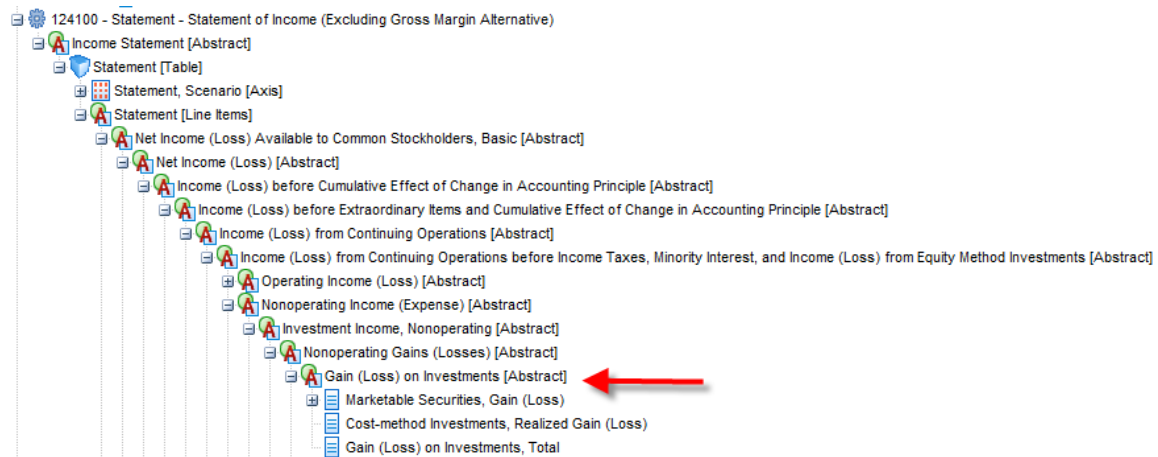 124100 - Statement - Statement of Income (Excluding Gross Margin Alternative)
Income Statement [Abstract]
Statement [Table]
Statement, Scenario [Axis]
Statement [Line Items]
Net Income (Loss) Available to Common Stockholders, Basic [Abstract]
Net Income (Loss) [Abstract]
Income (Loss) before Cumulative Effect of Change in Accounting Principle [Abstract]
Income (Loss) before Extraordinary Items and Cumulative Effect of Change in Accounting Principle [Abstract]
Income (Loss) from Continuing Operations [Abstract]
Income (Loss) from Continuing Operations before Income Taxes, Minority Interest, and Income (Loss) from Equity Method Investments [Abstract]
Operating Income (Loss) [Abstract]
Nonoperating Income (Expense) [Abstract]
Investment Income, Nonoperating [Abstract]
Nonoperating Gains (Losses) [Abstract]
Gain (Loss) on Investments [Abstract]
Marketable Securities, Gain (Loss)
Cost-method Investments, Realized Gain (Loss)
Gain (Loss) on Investments, Total